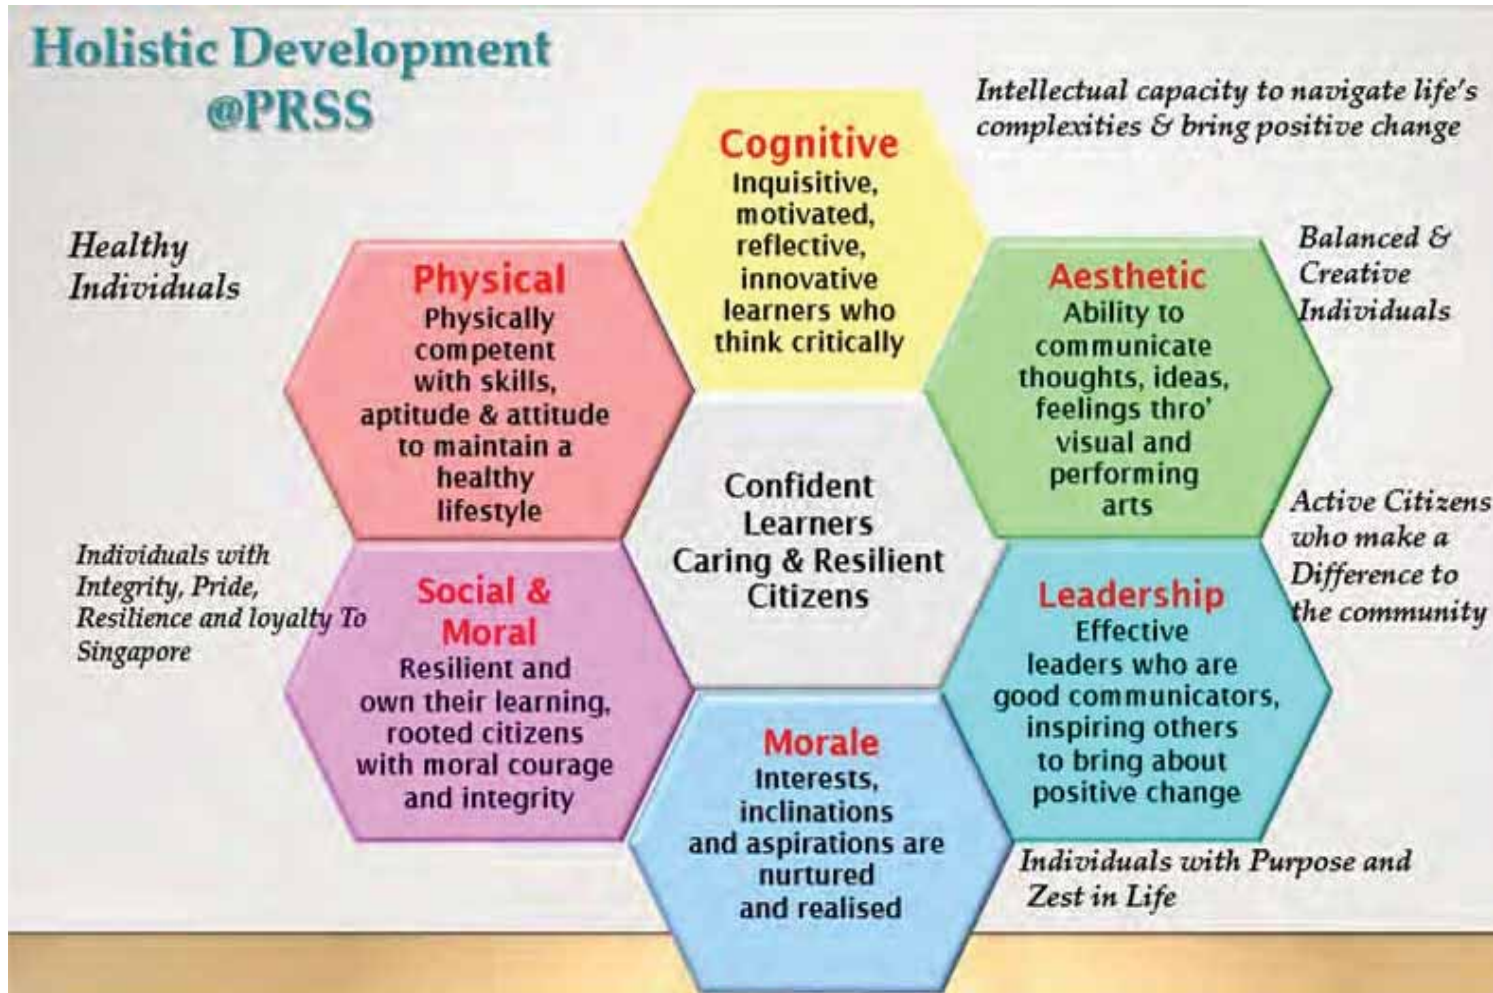 Holistic Development
@PRSS
Intellectual capacity to navigate life's
complexities & bring positive change
Cognitive
Inquisitive,
motivated,
reflective,
innovative
learners who
think critically
Healthy
Individuals
Physical
Physically
competent
with skills,
aptitude & attitude
to maintain a
healthy
lifestyle
Aesthetic
Ability to
communicate
thoughts, ideas,
feelings thro'
visual and
performing
arts
Balanced &
Creative
Individuals
Confident
Learners
Caring & Resilient
Citizens
Individuals with
Integrity, Pride,
Resilience and loyalty To
Singapore
Social &
Moral
Resilient and
own their learning,
rooted citizens
with moral courage
and integrity
Leadership
Effective
leaders who are
good communicators,
inspiring others
to bring about
positive change
Active Citizens
who make a
Difference to
the community
Morale
Interests,
inclinations
and aspirations are
nurtured
and realised
Individuals with Purpose and
Zest in Life